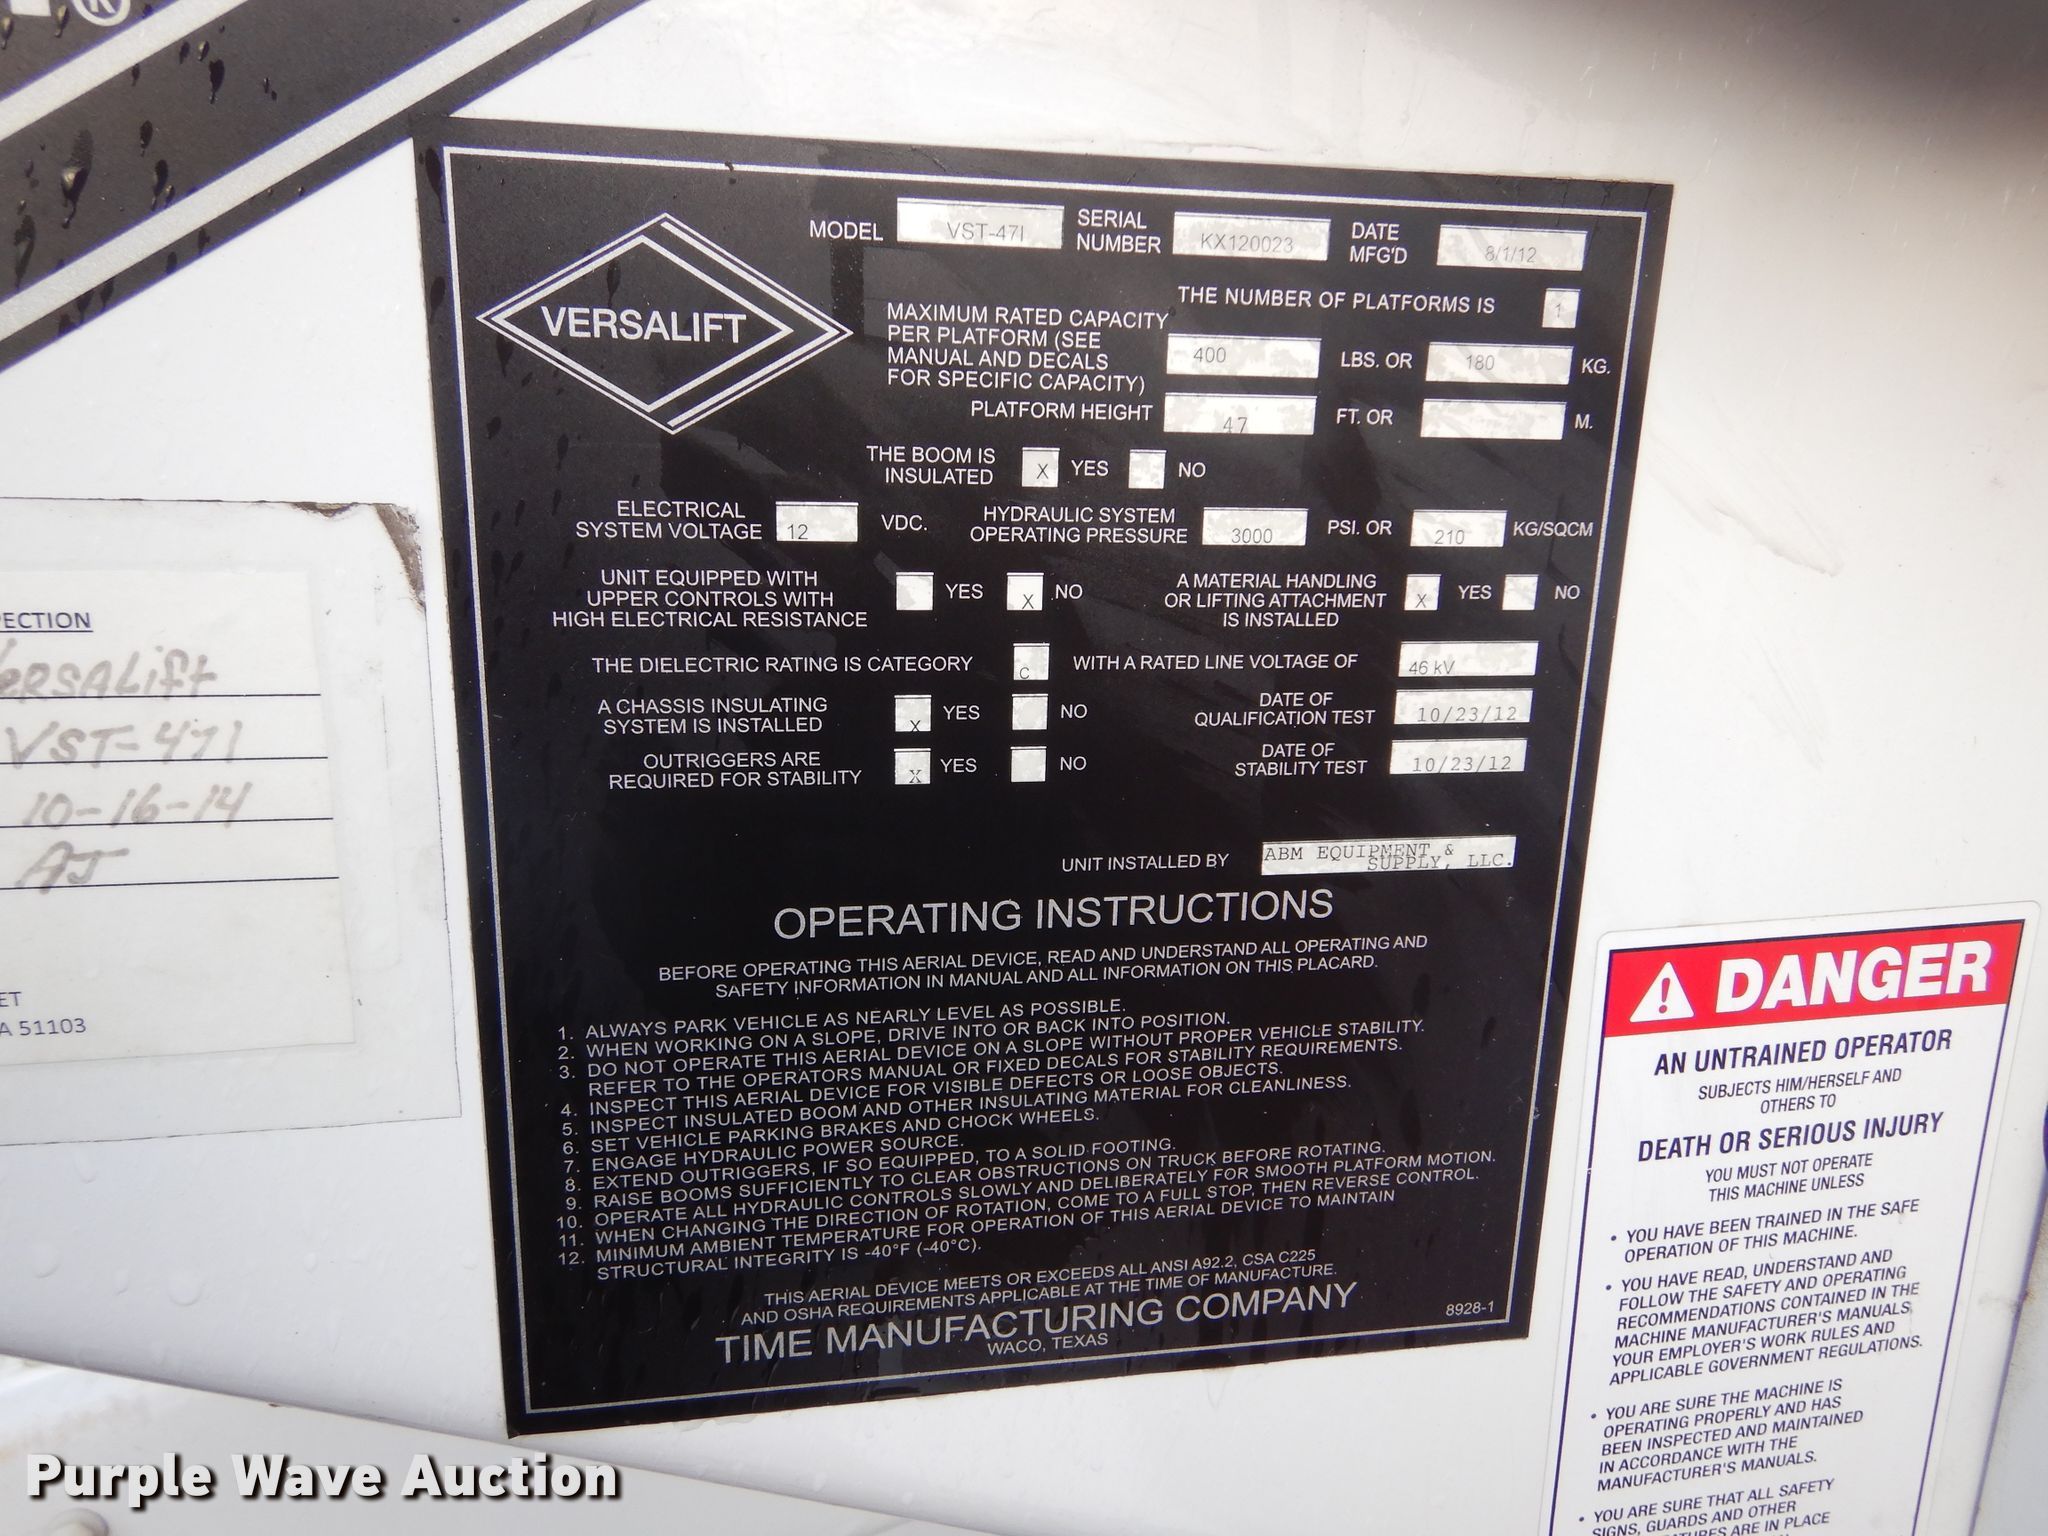 ®
VERSALIFT
MODEL VST-47I SERIAL NUMBER KX120023 DATE MFG'D 8/1/12
THE NUMBER OF PLATFORMS IS 1
MAXIMUM RATED CAPACITY
PER PLATFORM (SEE
MANUAL AND DECALS
FOR SPECIFIC CAPACITY) 400 LBS. OR 180 KG.
PLATFORM HEIGHT 47 FT. OR M.
THE BOOM IS
INSULATED X YES NO
ELECTRICAL
SYSTEM VOLTAGE 12 VDC.
HYDRAULIC SYSTEM
OPERATING PRESSURE 3000 PSI. OR 210 KG/SQCM
UNIT EQUIPPED WITH
UPPER CONTROLS WITH
HIGH ELECTRICAL RESISTANCE YES X NO
A MATERIAL HANDLING
OR LIFTING ATTACHMENT
IS INSTALLED X YES NO
THE DIELECTRIC RATING IS CATEGORY C WITH A RATED LINE VOLTAGE OF 46 kV
A CHASSIS INSULATING
SYSTEM IS INSTALLED X YES NO
DATE OF
QUALIFICATION TEST 10/23/12
OUTRIGGERS ARE
REQUIRED FOR STABILITY X YES NO
DATE OF
STABILITY TEST 10/23/12
UNIT INSTALLED BY ABM EQUIPMENT &
SUPPLY, LLC.
OPERATING INSTRUCTIONS
BEFORE OPERATING THIS AERIAL DEVICE, READ AND UNDERSTAND ALL OPERATING AND
SAFETY INFORMATION IN MANUAL AND ALL INFORMATION ON THIS PLACARD.
1. ALWAYS PARK VEHICLE AS NEARLY LEVEL AS POSSIBLE.
2. WHEN WORKING ON A SLOPE, DRIVE INTO OR BACK INTO POSITION.
3. DO NOT OPERATE THIS AERIAL DEVICE ON A SLOPE WITHOUT PROPER VEHICLE STABILITY.
REFER TO THE OPERATORS MANUAL OR FIXED DECALS FOR STABILITY REQUIREMENTS.
4. INSPECT THIS AERIAL DEVICE FOR VISIBLE DEFECTS OR LOOSE OBJECTS.
5. INSPECT INSULATED BOOM AND OTHER INSULATING MATERIAL FOR CLEANLINESS.
6. SET VEHICLE PARKING BRAKES AND CHOCK WHEELS.
7. ENGAGE HYDRAULIC POWER SOURCE.
8. EXTEND OUTRIGGERS, IF SO EQUIPPED, TO A SOLID FOOTING.
9. RAISE BOOMS SUFFICIENTLY TO CLEAR OBSTRUCTIONS ON TRUCK BEFORE ROTATING.
10. OPERATE ALL HYDRAULIC CONTROLS SLOWLY AND DELIBERATELY FOR SMOOTH PLATFORM MOTION.
11. WHEN CHANGING THE DIRECTION OF ROTATION, COME TO A FULL STOP, THEN REVERSE CONTROL.
12. MINIMUM AMBIENT TEMPERATURE FOR OPERATION OF THIS AERIAL DEVICE TO MAINTAIN
STRUCTURAL INTEGRITY IS -40°F (-40°C).
THIS AERIAL DEVICE MEETS OR EXCEEDS ALL ANSI A92.2, CSA C225
AND OSHA REQUIREMENTS APPLICABLE AT THE TIME OF MANUFACTURE.
TIME MANUFACTURING COMPANY 8928-1
WACO, TEXAS
PECTION
VERSALift
VST-47I
10-16-14
AJ
ET
A 51103
DANGER
AN UNTRAINED OPERATOR
SUBJECTS HIM/HERSELF AND
OTHERS TO
DEATH OR SERIOUS INJURY
YOU MUST NOT OPERATE
THIS MACHINE UNLESS
• YOU HAVE BEEN TRAINED IN THE SAFE
OPERATION OF THIS MACHINE.
• YOU HAVE READ, UNDERSTAND AND
FOLLOW THE SAFETY AND OPERATING
RECOMMENDATIONS CONTAINED IN THE
MACHINE MANUFACTURER'S MANUALS,
YOUR EMPLOYER'S WORK RULES AND
APPLICABLE GOVERNMENT REGULATIONS.
• YOU ARE SURE THE MACHINE IS
OPERATING PROPERLY AND HAS
BEEN INSPECTED AND MAINTAINED
IN ACCORDANCE WITH THE
MANUFACTURER'S MANUALS.
• YOU ARE SURE THAT ALL SAFETY
SIGNS, GUARDS AND OTHER
ARE IN PLACE
Purple Wave Auction